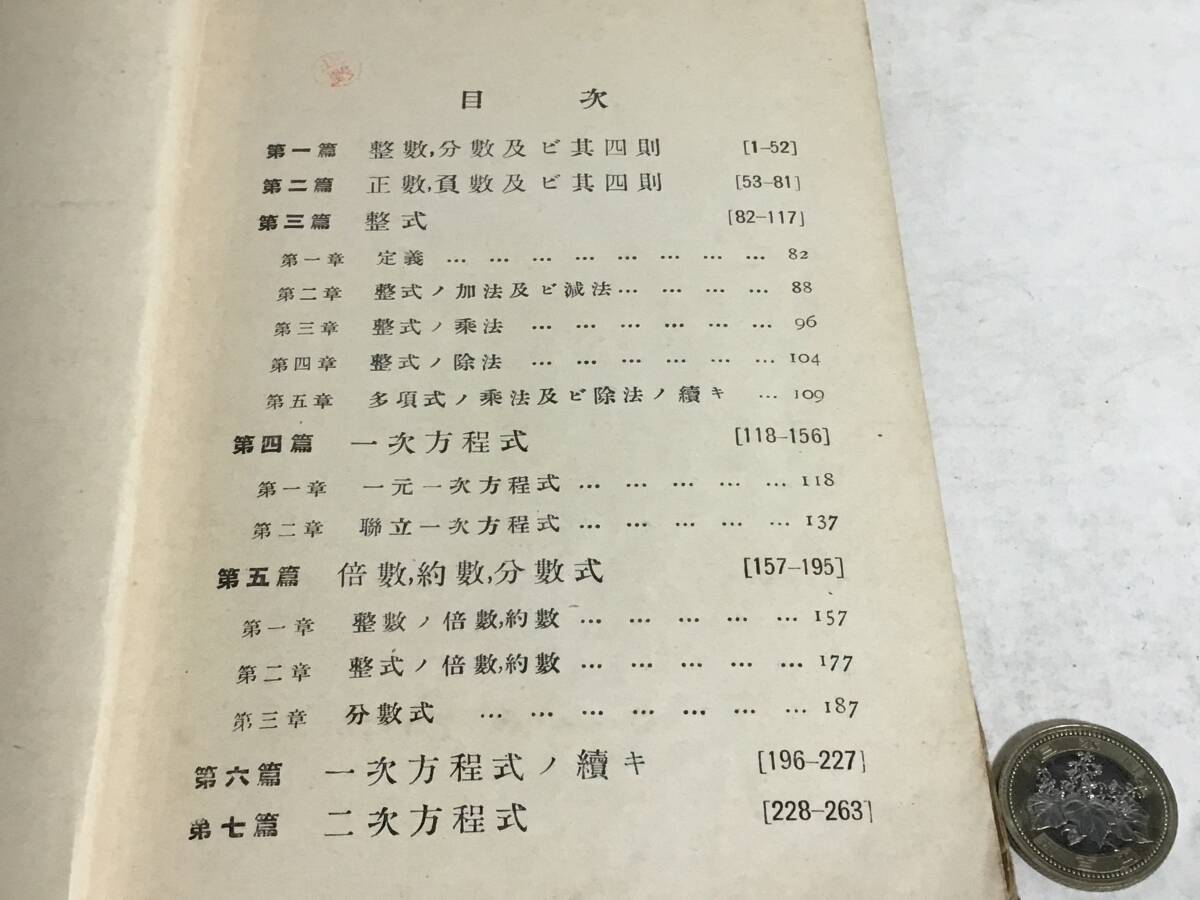 目 次
第一篇 整數,分數及ビ其四則 [1–52]
第二篇 正數,負數及ビ其四則 [53–81]
第三篇 整式 [82–117]
第一章 定義 … … … … … … … … 82
第二章 整式ノ加法及ビ減法… … … … 88
第三章 整式ノ乘法 … … … … … … 96
第四章 整式ノ除法 … … … … … … 104
第五章 多項式ノ乘法及ビ除法ノ續キ … 109
第四篇 一次方程式 [118–156]
第一章 一元一次方程式 … … … … … 118
第二章 聯立一次方程式 … … … … … 137
第五篇 倍數,約數,分數式 [157–195]
第一章 整數ノ倍數,約數 … … … … … 157
第二章 整式ノ倍數,約數 … … … … … 177
第三章 分數式 … … … … … … … 187
第六篇 一次方程式ノ續キ [196–227]
第七篇 二次方程式 [228–263]